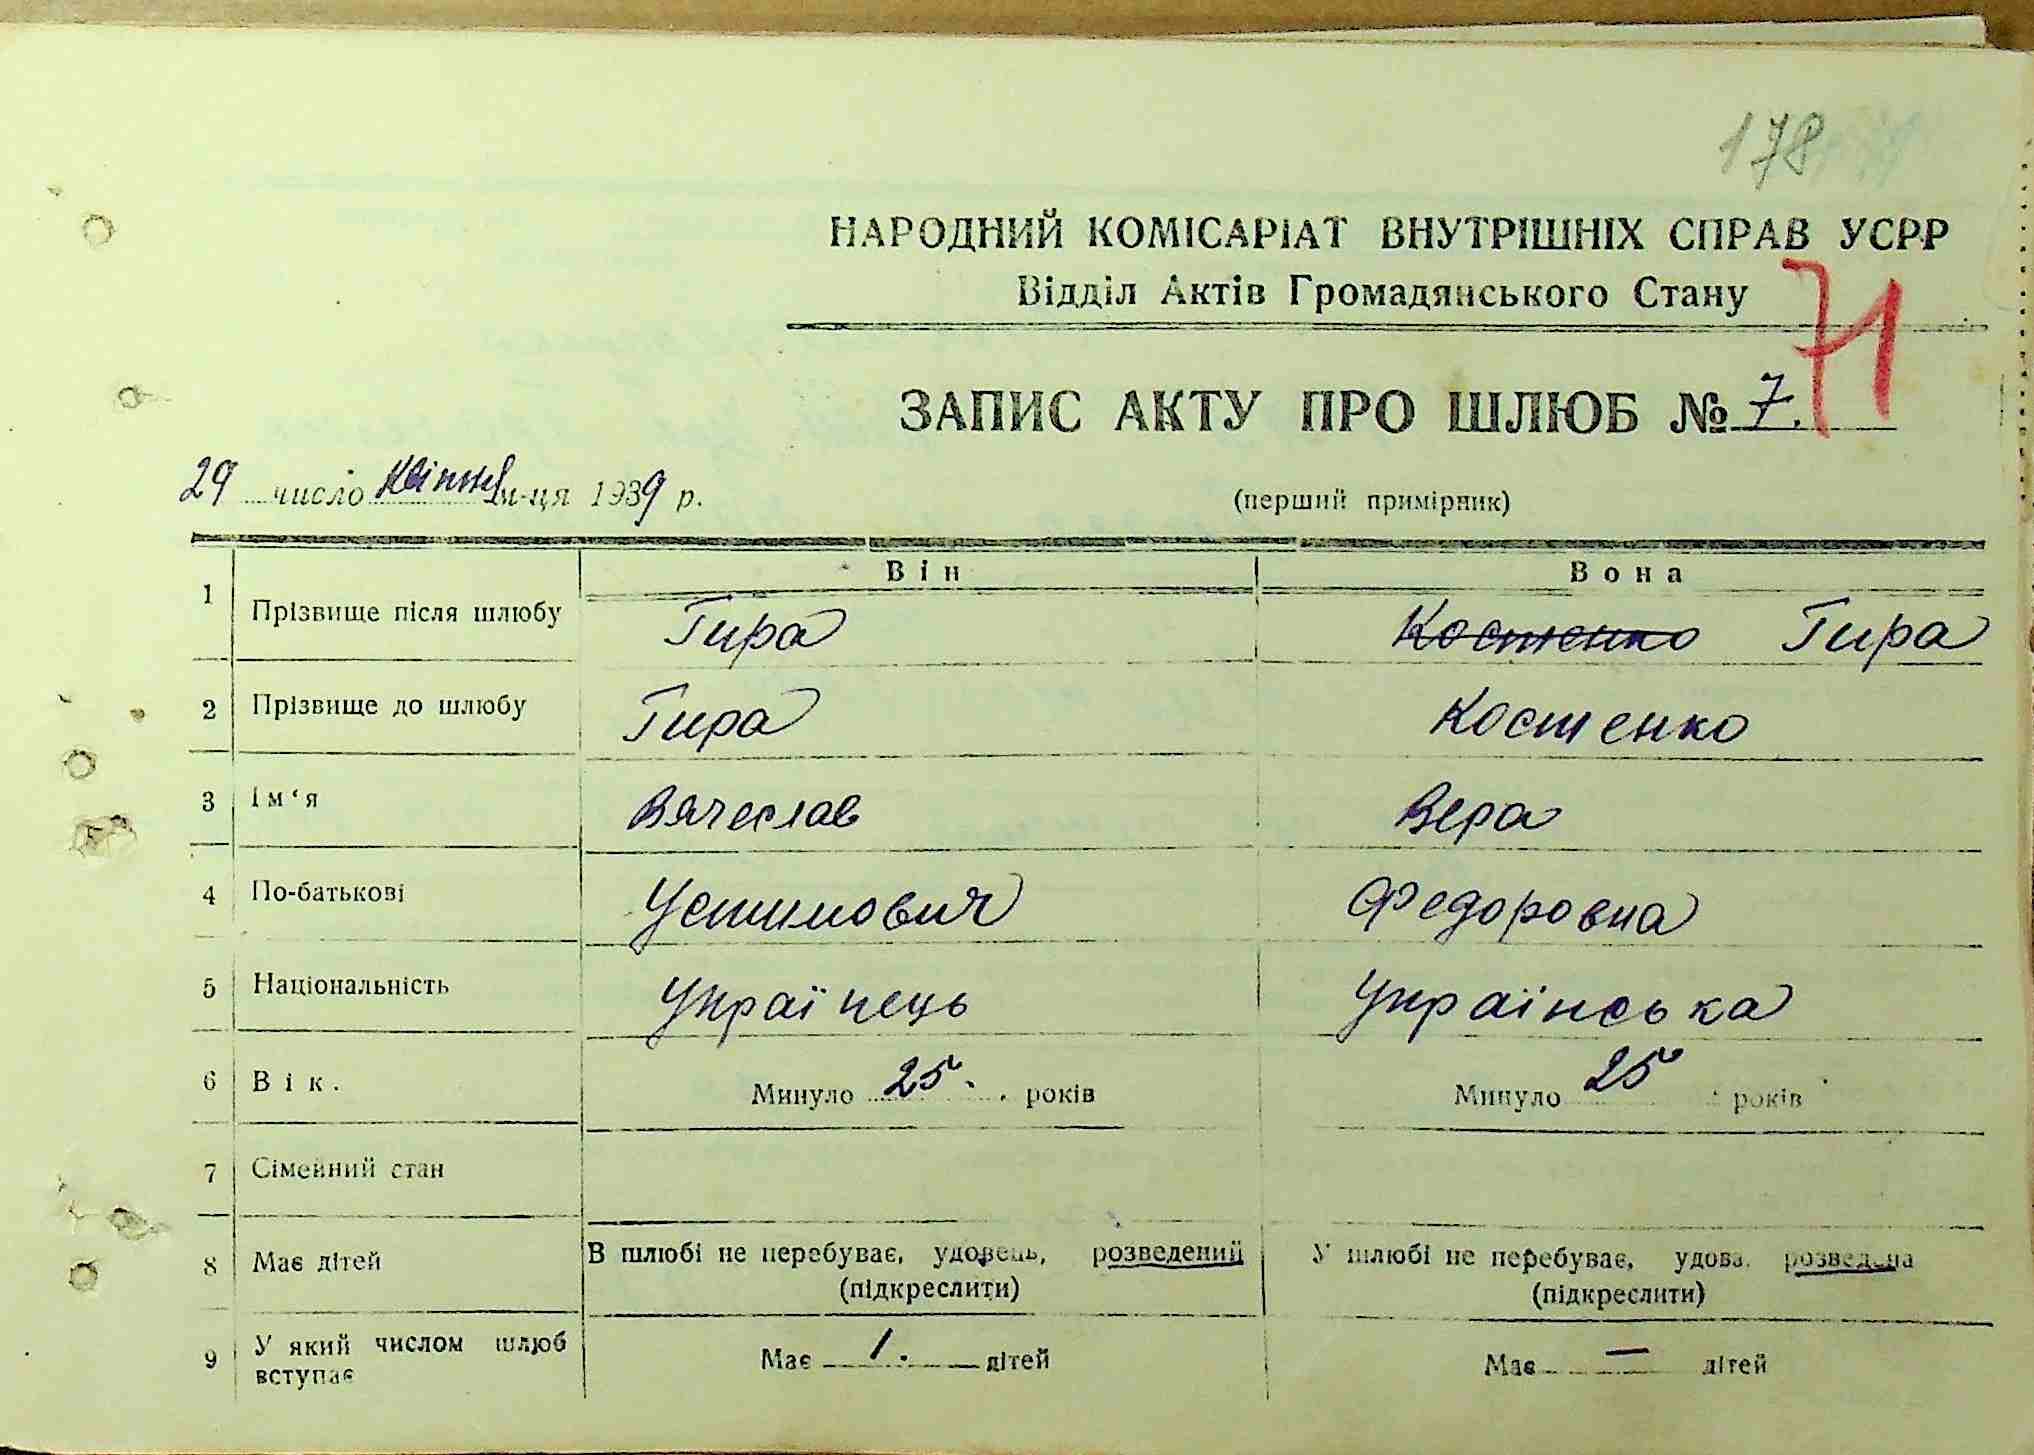 178
НАРОДНИЙ КОМІСАРІАТ ВНУТРІШНІХ СПРАВ УСРР
Відділ Актів Громадянського Стану
71
ЗАПИС АКТУ ПРО ШЛЮБ № 7.
29 число квітня м-ця 1939 р. (перший примірник)
Він Вона
1 Прізвище після шлюбу Гира Костенко Гира
2 Прізвище до шлюбу Гира Костенко
3 Ім‘я Вячеслав Вера
4 По-батькові Устимович Федоровна
5 Національність Українець Українська
6 Вік. Минуло 25. років Минуло 25 років
7 Сімейний стан
8 Має дітей В шлюбі не перебуває, удовець, розведений У шлюбі не перебуває, удова, розведена
(підкреслити) (підкреслити)
9 У який числом шлюб вступає Має 1. дітей Має — дітей